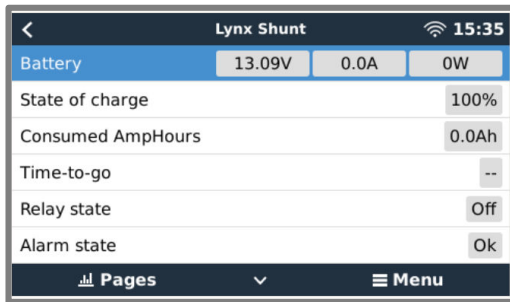 Lynx Shunt 15:35
Battery 13.09V 0.0A 0W
State of charge 100%
Consumed AmpHours 0.0Ah
Time-to-go --
Relay state Off
Alarm state Ok
Pages Menu